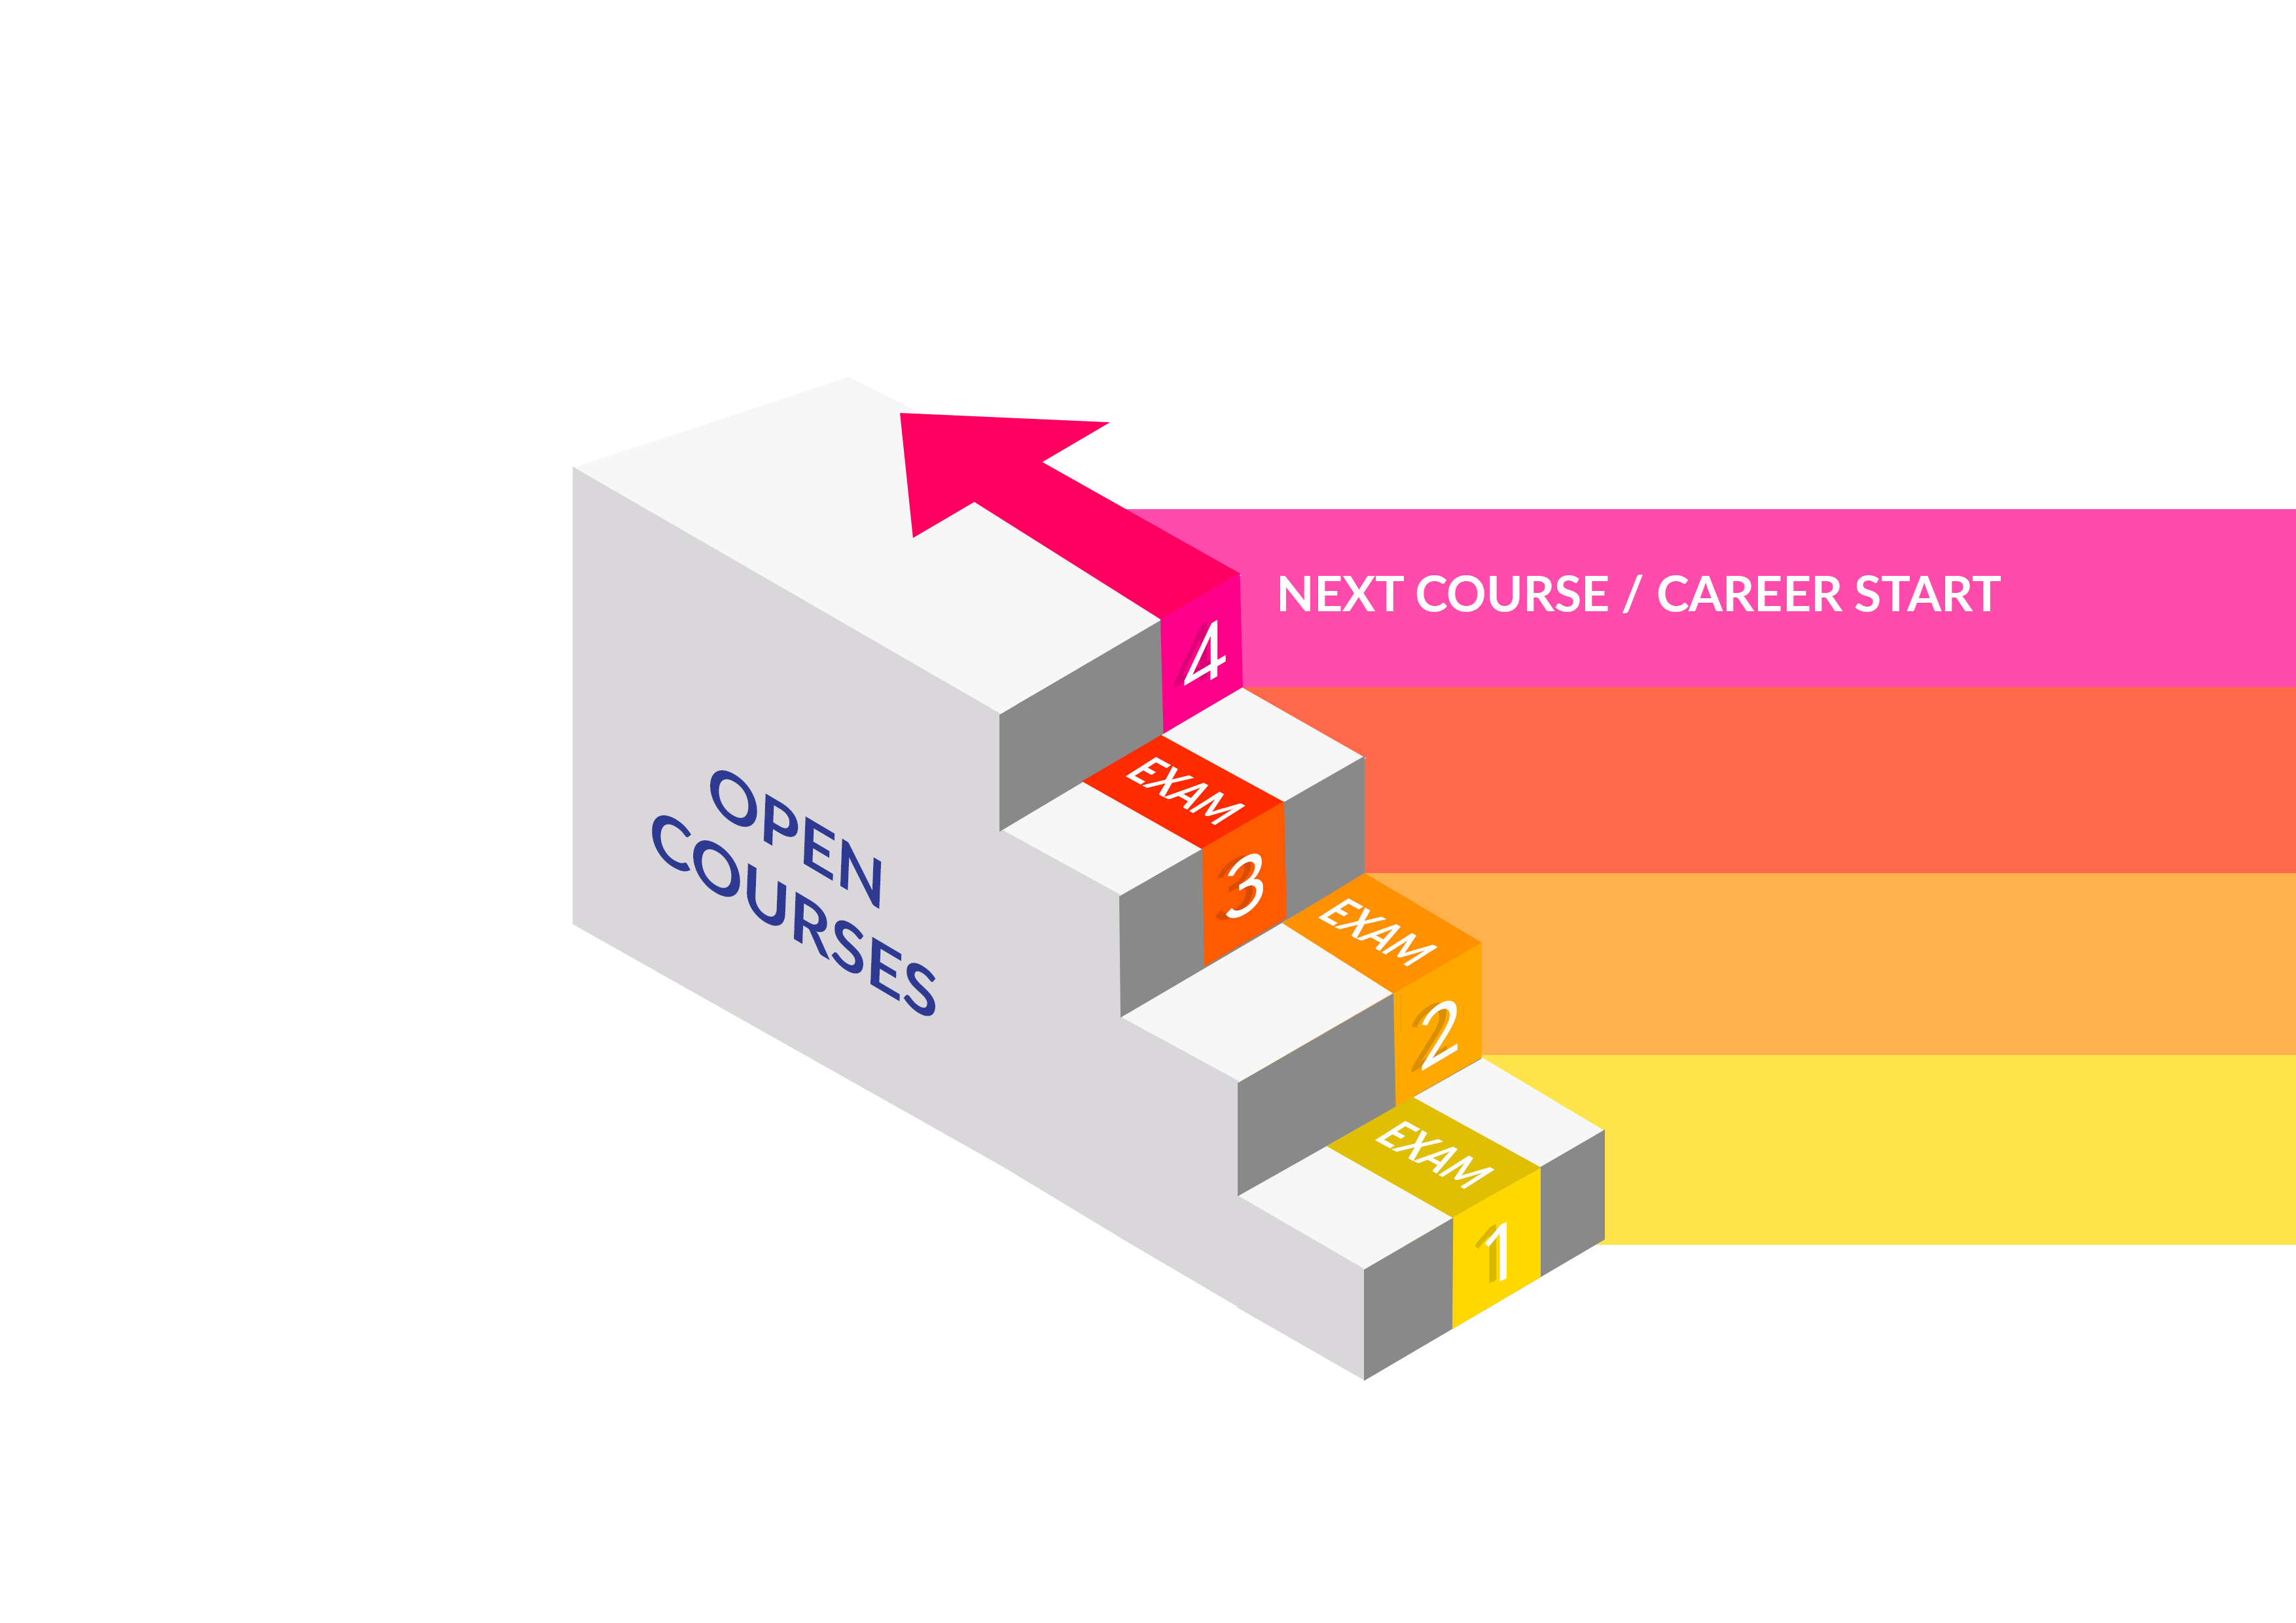 NEXT COURSE / CAREER START
4
EXAM
3
EXAM
2
EXAM
1
OPEN
COURSES